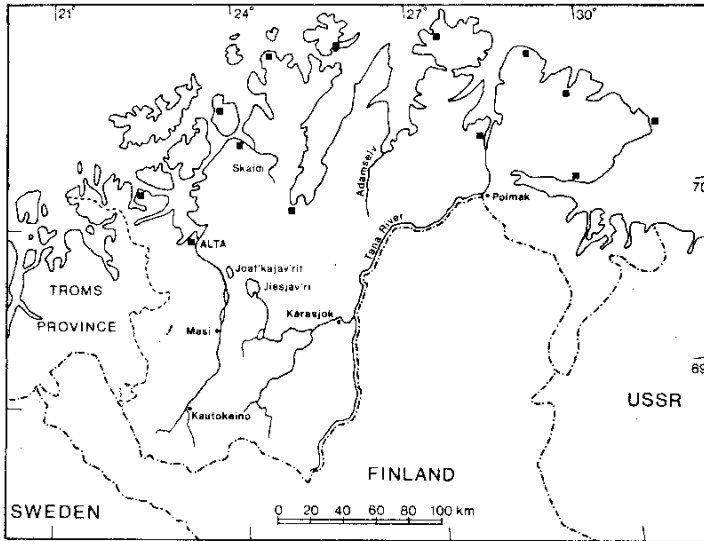 21° 24° 27° 30°
Skaidi
Adamselv
70
Polmak
Tana River
ALTA
Joat'kajav'rit
Jiesjav'ri
TROMS
PROVINCE
Karasjok
Masi
69
USSR
Kautokeino
FINLAND
SWEDEN
0 20 40 60 80 100 km